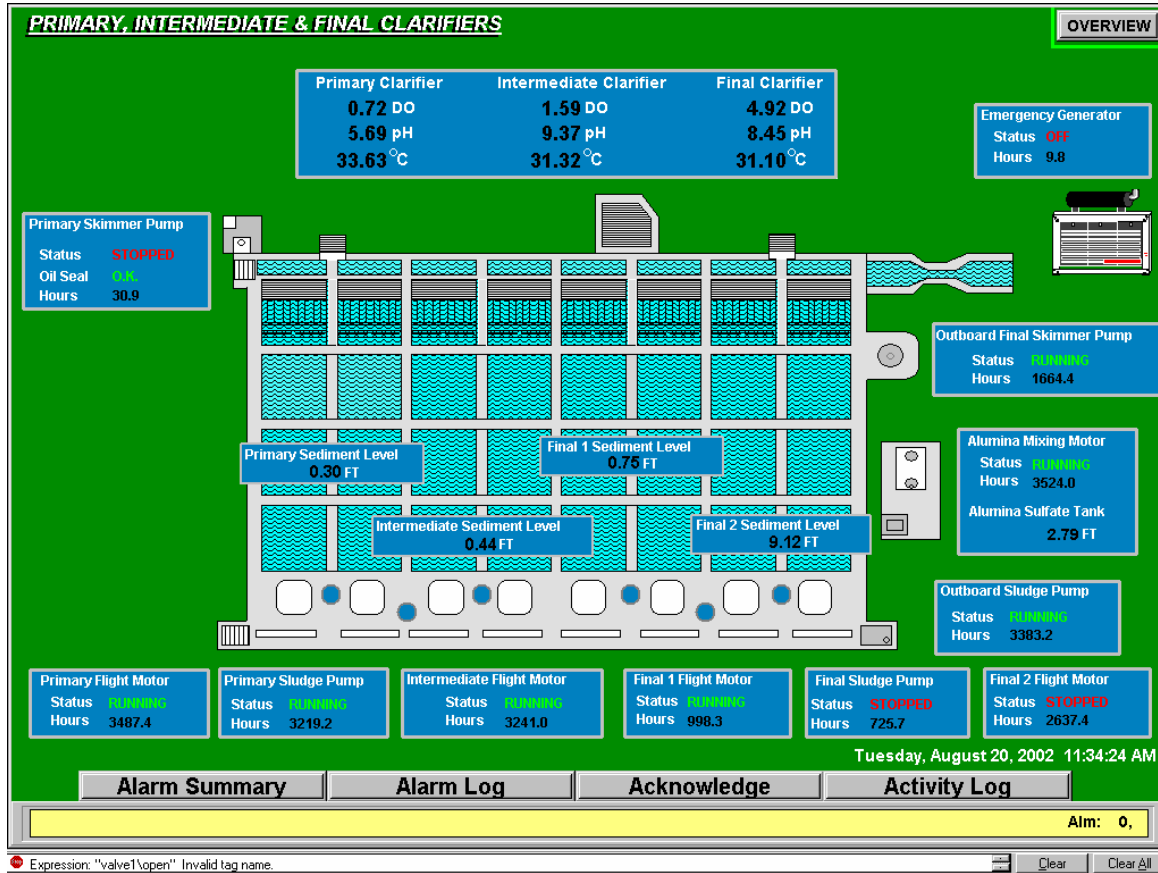 PRIMARY, INTERMEDIATE & FINAL CLARIFIERS
OVERVIEW
Primary Clarifier Intermediate Clarifier Final Clarifier
0.72 DO 1.59 DO 4.92 DO
5.69 pH 9.37 pH 8.45 pH
33.63 °C 31.32 °C 31.10 °C
Emergency Generator
Status OFF
Hours 9.8
Primary Skimmer Pump
Status STOPPED
Oil Seal O.K.
Hours 30.9
Outboard Final Skimmer Pump
Status RUNNING
Hours 1664.4
Primary Sediment Level
0.30 FT
Final 1 Sediment Level
0.75 FT
Intermediate Sediment Level
0.44 FT
Final 2 Sediment Level
9.12 FT
Alumina Mixing Motor
Status RUNNING
Hours 3524.0
Alumina Sulfate Tank
2.79 FT
Outboard Sludge Pump
Status RUNNING
Hours 3383.2
Primary Flight Motor
Status RUNNING
Hours 3487.4
Primary Sludge Pump
Status RUNNING
Hours 3219.2
Intermediate Flight Motor
Status RUNNING
Hours 3241.0
Final 1 Flight Motor
Status RUNNING
Hours 998.3
Final Sludge Pump
Status STOPPED
Hours 725.7
Final 2 Flight Motor
Status STOPPED
Hours 2637.4
Tuesday, August 20, 2002 11:34:24 AM
Alarm Summary Alarm Log Acknowledge Activity Log
Alm: 0,
Expression: "valve1\open" Invalid tag name.
Clear Clear All